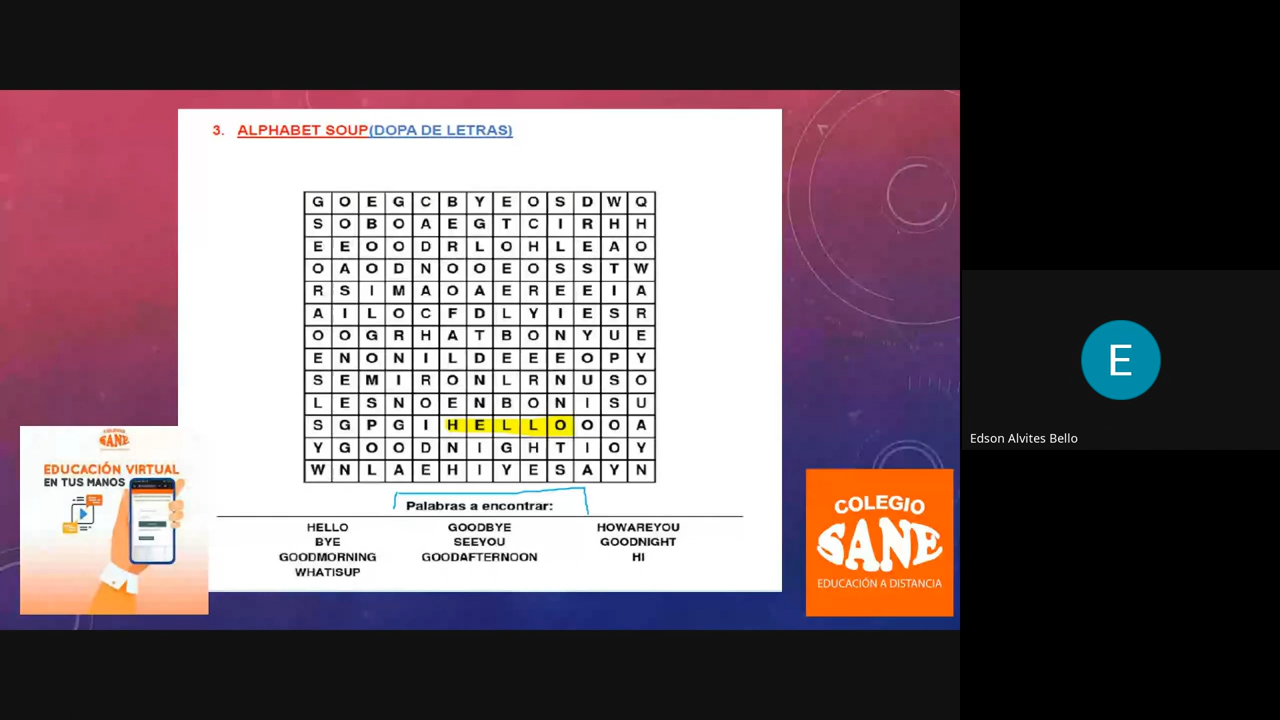 3. ALPHABET SOUP(DOPA DE LETRAS)
G O E G C B Y E O S D W Q
S O B O A E G T C I R H H
E E O O D R L O H L E A O
O A O D N O O E O S S T W
R S I M A O A E R E E I A
A I L O C F D L Y I E S R
O O G R H A T B O N Y U E
E N O N I L D E E E O P Y
S E M I R O N L R N U S O
L E S N O E N B O N I S U
S G P G I H E L L O O O A
Y G O O D N I G H T I O Y
W N L A E H I Y E S A Y N
Palabras a encontrar:
HELLO GOODBYE HOWAREYOU
BYE SEEYOU GOODNIGHT
GOODMORNING GOODAFTERNOON HI
WHATISUP
SANE
EDUCACIÓN VIRTUAL
EN TUS MANOS
COLEGIO
SANE
EDUCACIÓN A DISTANCIA
E
Edson Alvites Bello